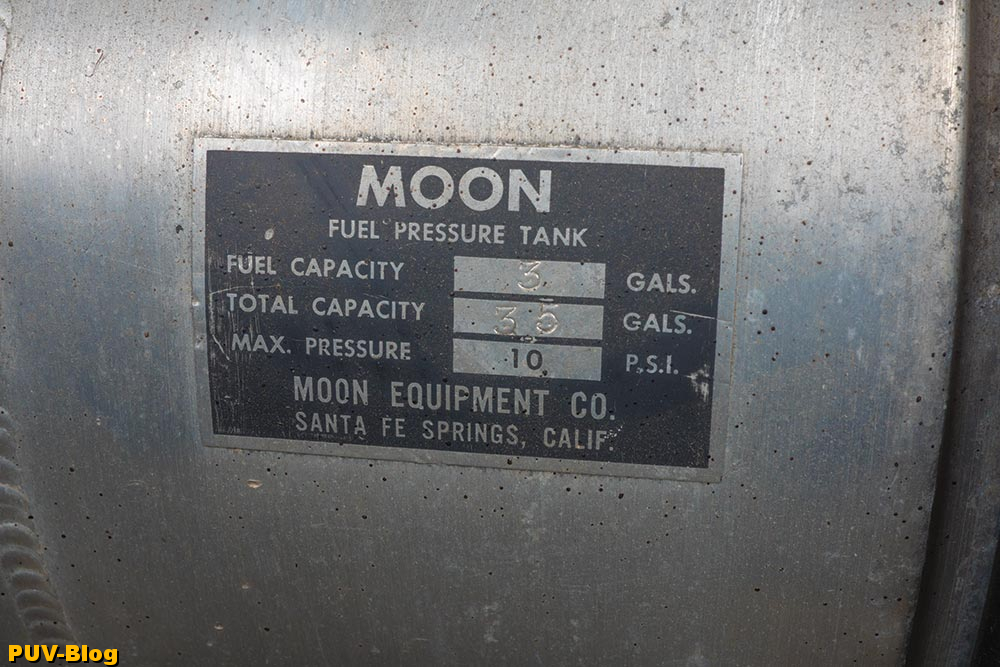 MOON
FUEL PRESSURE TANK
FUEL CAPACITY 3 GALS.
TOTAL CAPACITY 3.5 GALS.
MAX. PRESSURE 10 P.S.I.
MOON EQUIPMENT CO.
SANTA FE SPRINGS, CALIF.
PUV-Blog